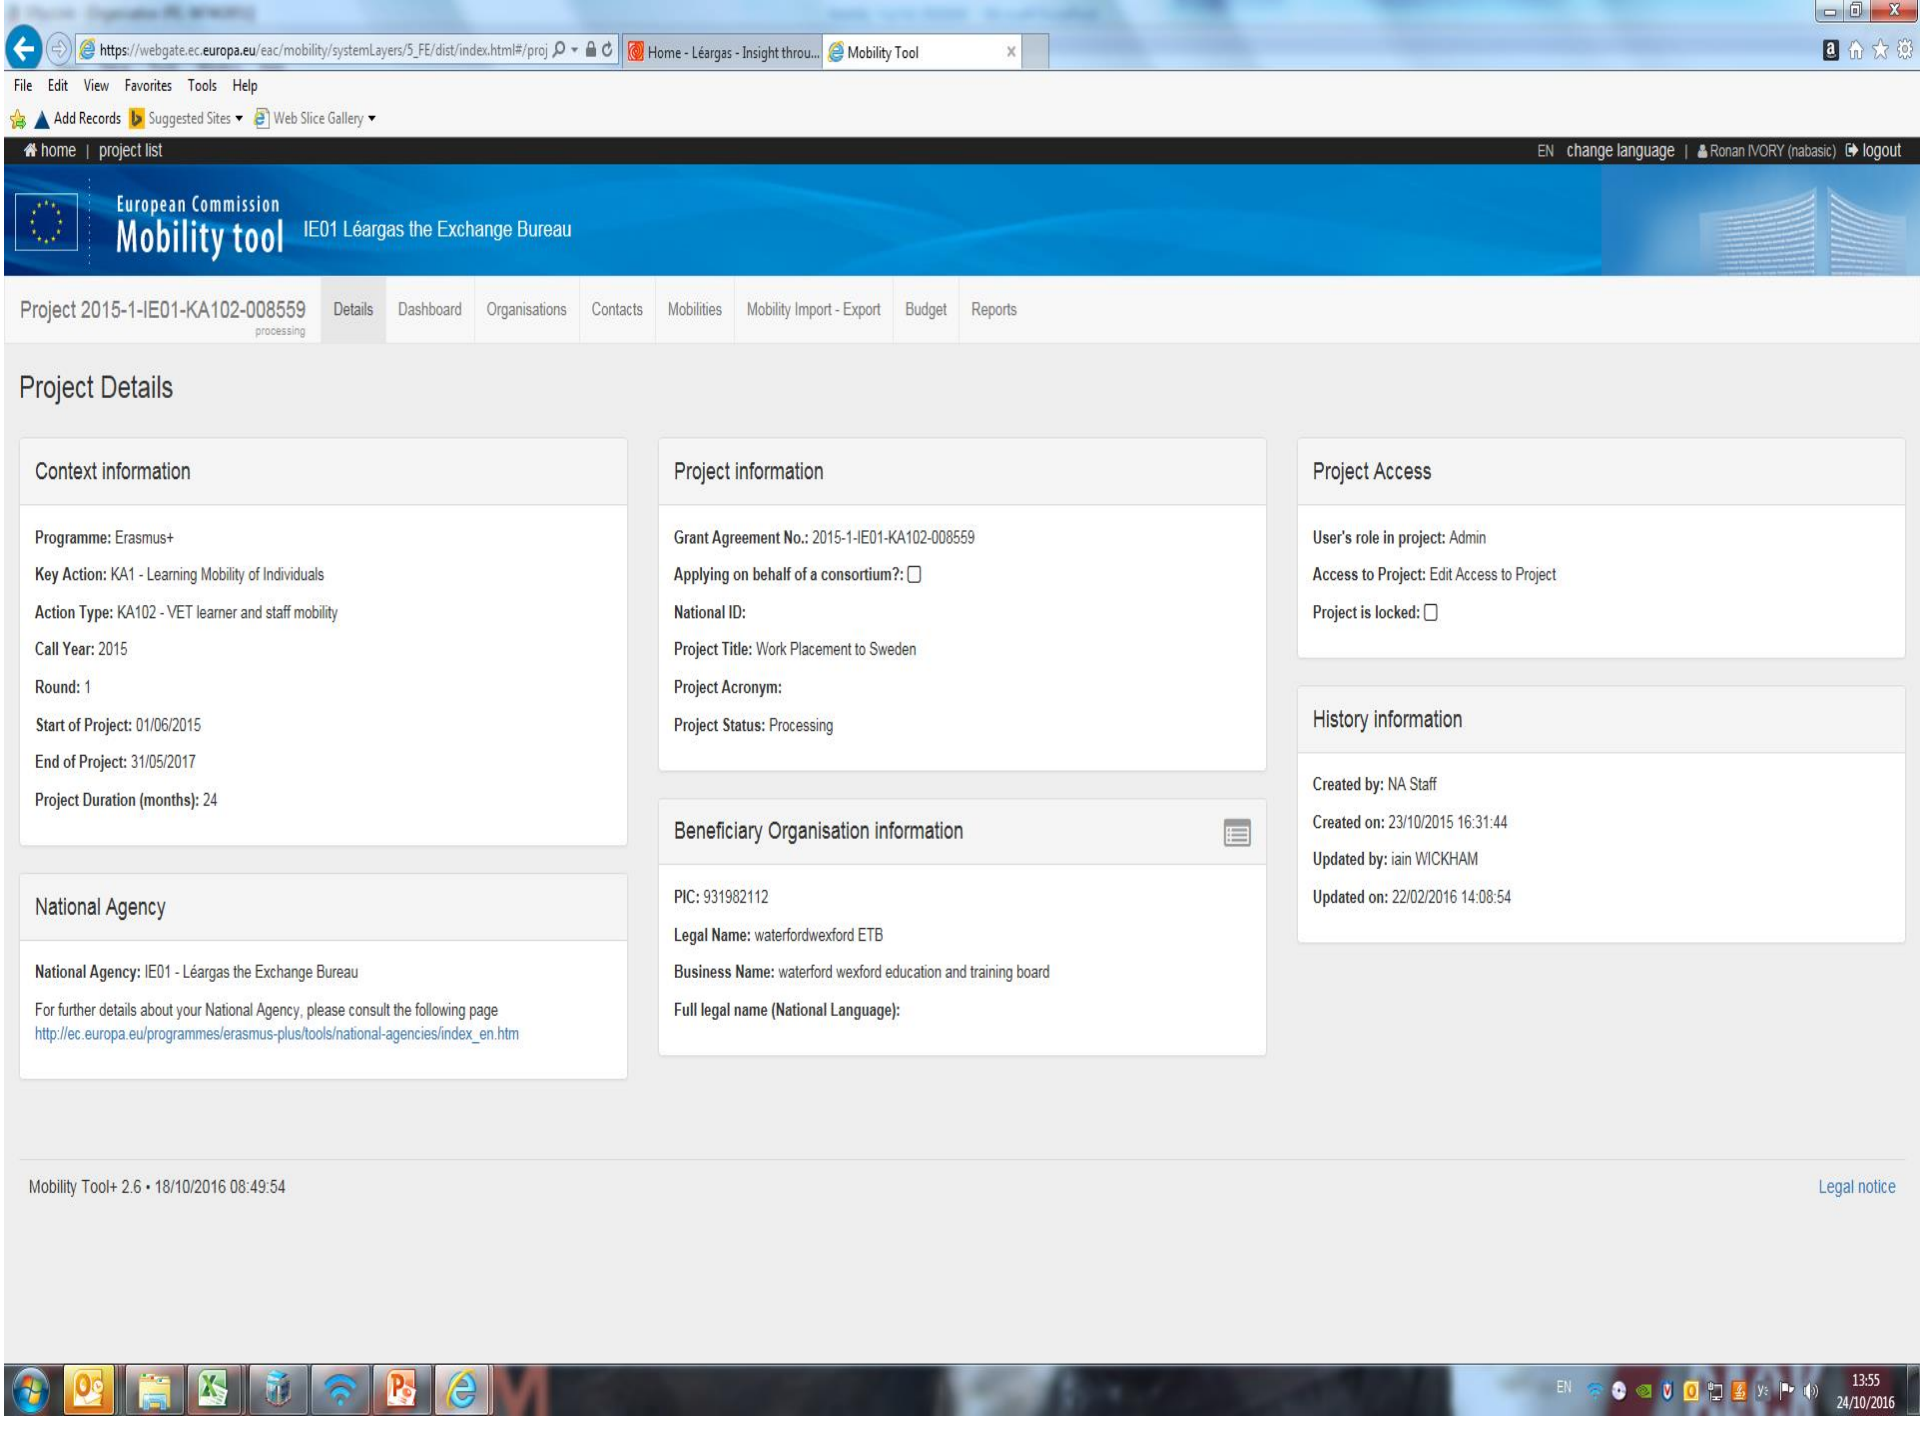 https://webgate.ec.europa.eu/eac/mobility/systemLayers/5_FE/dist/index.html#/proj
Home - Léargas - Insight throu...
Mobility Tool
File Edit View Favorites Tools Help
Add Records Suggested Sites Web Slice Gallery
home | project list
EN change language | Ronan IVORY (nabasic) logout
European Commission
Mobility tool
IE01 Léargas the Exchange Bureau
Project 2015-1-IE01-KA102-008559
processing
Details Dashboard Organisations Contacts Mobilities Mobility Import - Export Budget Reports
Project Details
Context information
Programme: Erasmus+
Key Action: KA1 - Learning Mobility of Individuals
Action Type: KA102 - VET learner and staff mobility
Call Year: 2015
Round: 1
Start of Project: 01/06/2015
End of Project: 31/05/2017
Project Duration (months): 24
National Agency
National Agency: IE01 - Léargas the Exchange Bureau
For further details about your National Agency, please consult the following page
http://ec.europa.eu/programmes/erasmus-plus/tools/national-agencies/index_en.htm
Project information
Grant Agreement No.: 2015-1-IE01-KA102-008559
Applying on behalf of a consortium?:
National ID:
Project Title: Work Placement to Sweden
Project Acronym:
Project Status: Processing
Beneficiary Organisation information
PIC: 931982112
Legal Name: waterfordwexford ETB
Business Name: waterford wexford education and training board
Full legal name (National Language):
Project Access
User's role in project: Admin
Access to Project: Edit Access to Project
Project is locked:
History information
Created by: NA Staff
Created on: 23/10/2015 16:31:44
Updated by: iain WICKHAM
Updated on: 22/02/2016 14:08:54
Mobility Tool+ 2.6 • 18/10/2016 08:49:54
Legal notice
EN
13:55
24/10/2016